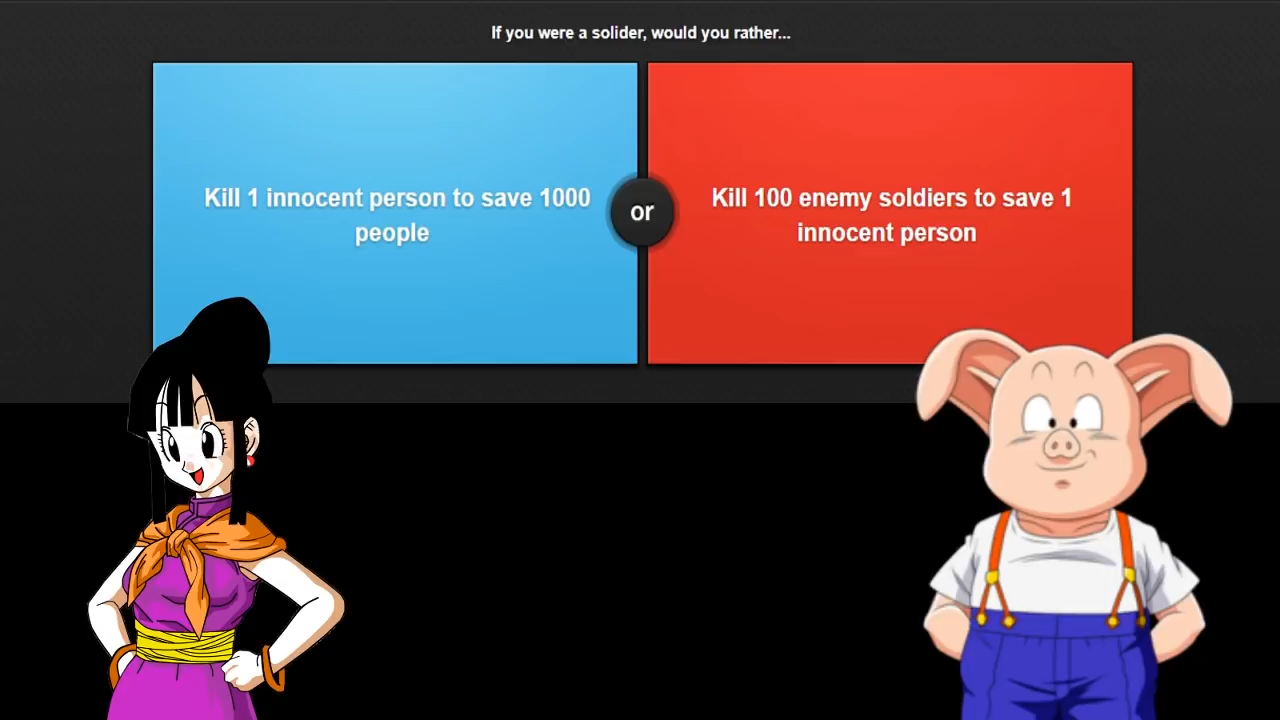 If you were a solider, would you rather...
Kill 1 innocent person to save 1000
people
or
Kill 100 enemy soldiers to save 1
innocent person